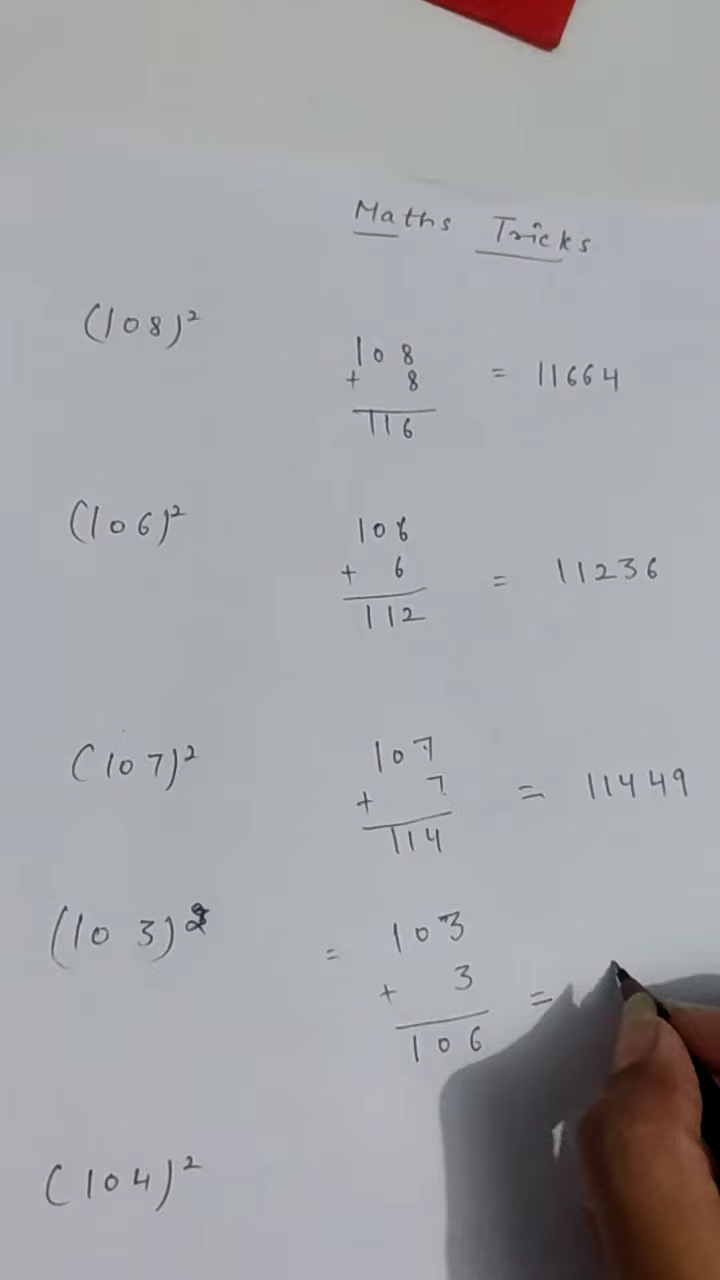 Maths Tricks
(108)²
108
+ 8 = 11664
116
(106)²
106
+ 6 = 11236
112
(107)²
107
+ 7 = 11449
114
(103)² = 103
+ 3 =
106
(104)²